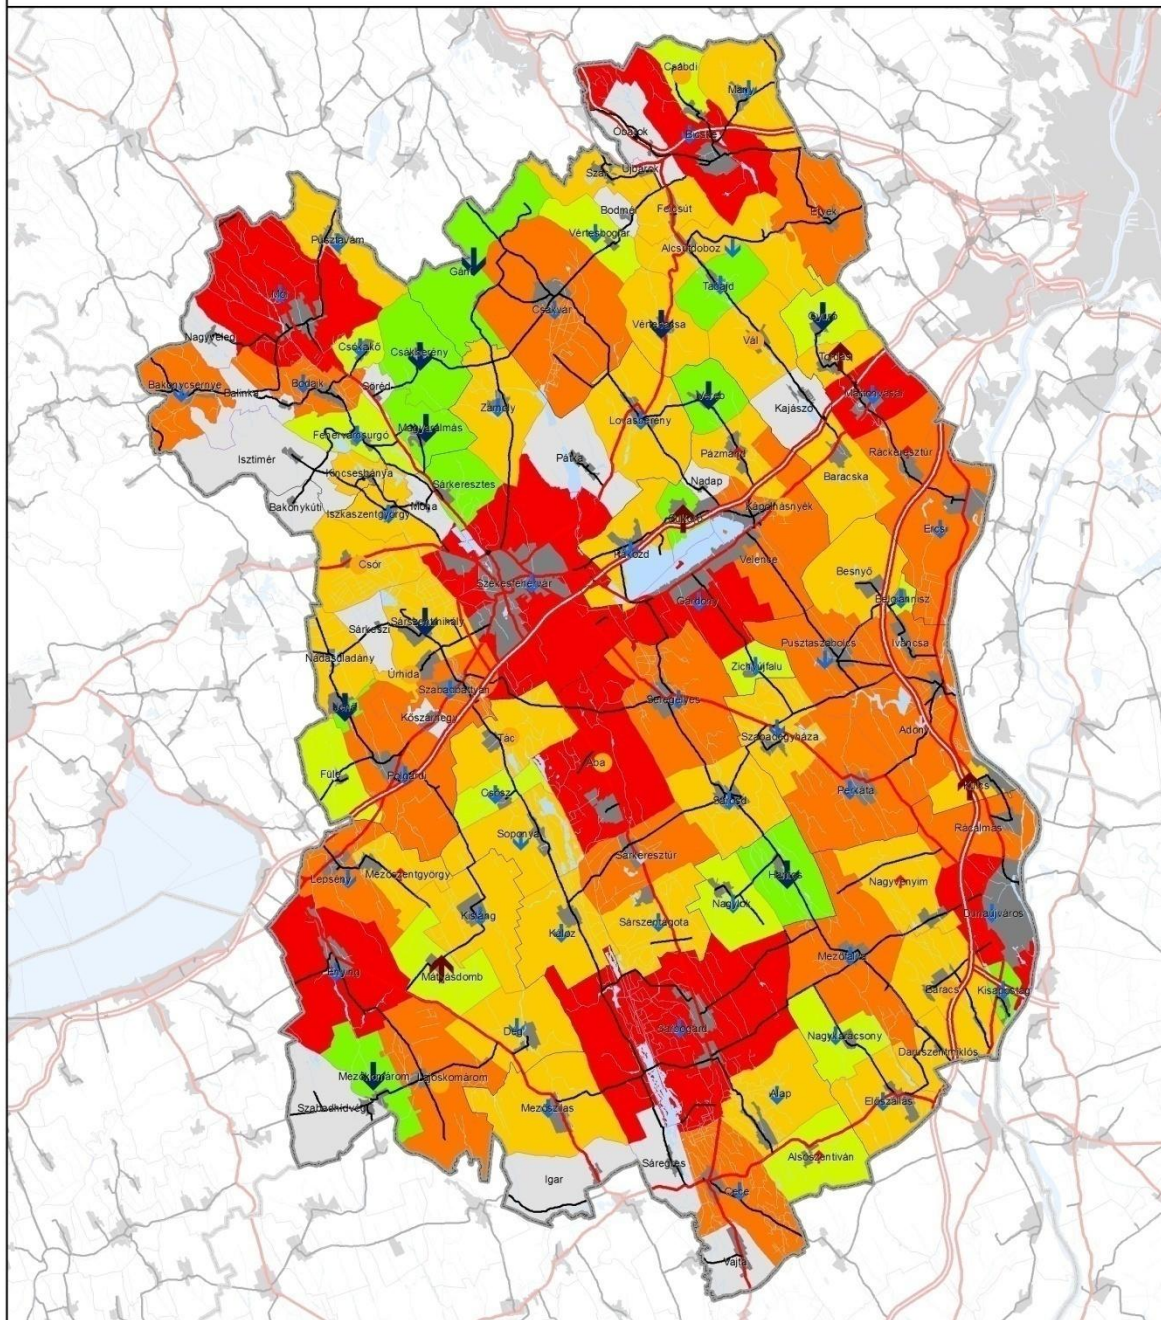 Csabdi
Mány
Óbarok
Bicske
Újbarok
Szár
Bodmér
Felcsút
Etyek
Vértesboglár
Alcsútdoboz
Pusztavám
Gánt
Tabajd
Mór
Csákvár
Vértesacsa
Gyúró
Nagyveleg
Vál
Tordas
Csókakő
Csákberény
Bakonycsernye
Balinka
Bodajk
Söréd
Martonvásár
Vereb
Kajászó
Zámoly
Lovasberény
Fehérvárcsurgó
Magyaralmás
Isztimér
Pátka
Pázmánd
Ráckeresztúr
Kincsesbánya
Baracska
Sárkeresztes
Nadap
Bakonykúti
Iszkaszentgyörgy
Moha
Kápolnásnyék
Sukoró
Ercsi
Pákozd
Velence
Csór
Besnyő
Székesfehérvár
Gárdony
Beloiannisz
Sárkeszi
Sárszentmihály
Iváncsa
Nádasdladány
Pusztaszabolcs
Úrhida
Zichyújfalu
Szabadbattyán
Seregélyes
Jenő
Kőszárhegy
Adony
Tác
Szabadegyháza
Aba
Füle
Polgárdi
Kulcs
Csősz
Perkáta
Sárosd
Rácalmás
Soponya
Sárkeresztúr
Lepsény
Mezőszentgyörgy
Hantos
Nagyvenyim
Nagylók
Kisláng
Dunaújváros
Sárszentágota
Káloz
Mezőfalva
Enying
Mátyásdomb
Baracs
Kisapostag
Dég
Sárbogárd
Nagykarácsony
Daruszentmiklós
Mezőkomárom
Lajoskomárom
Alap
Előszállás
Szabadhídvég
Mezőszilas
Alsószentiván
Sáregres
Igar
Cece
Vajta